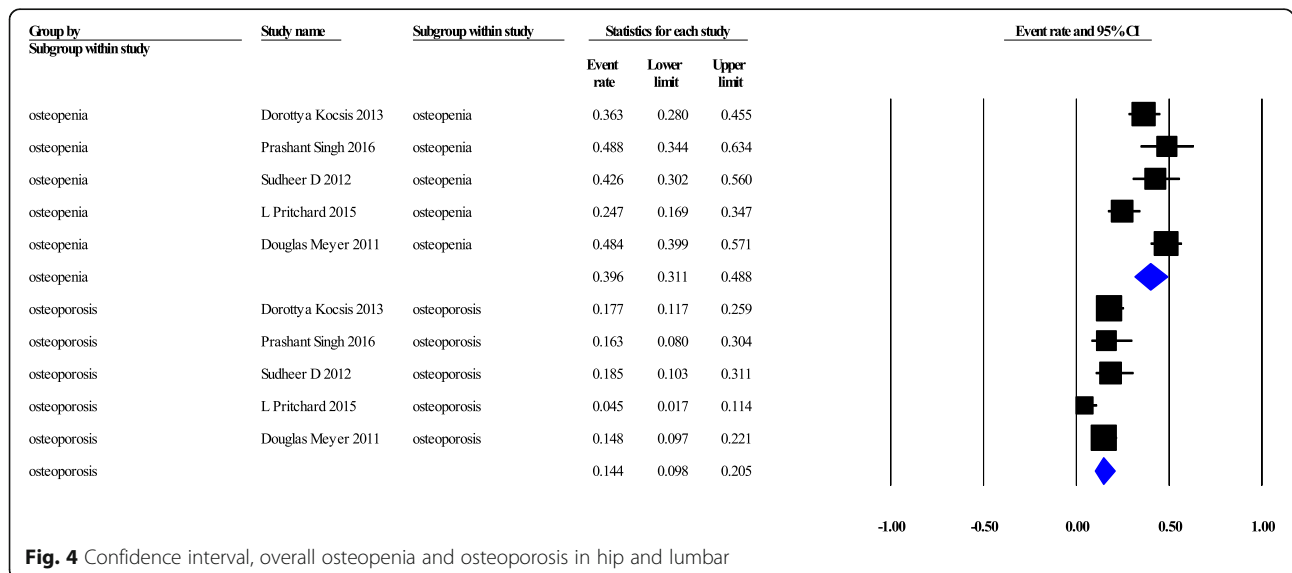 Group by Study name Subgroup within study Statistics for each study Event rate and 95% CI
Subgroup within study
Event Lower Upper
rate limit limit
osteopenia Dorottya Kocsis 2013 osteopenia 0.363 0.280 0.455
osteopenia Prashant Singh 2016 osteopenia 0.488 0.344 0.634
osteopenia Sudheer D 2012 osteopenia 0.426 0.302 0.560
osteopenia L Pritchard 2015 osteopenia 0.247 0.169 0.347
osteopenia Douglas Meyer 2011 osteopenia 0.484 0.399 0.571
osteopenia 0.396 0.311 0.488
osteoporosis Dorottya Kocsis 2013 osteoporosis 0.177 0.117 0.259
osteoporosis Prashant Singh 2016 osteoporosis 0.163 0.080 0.304
osteoporosis Sudheer D 2012 osteoporosis 0.185 0.103 0.311
osteoporosis L Pritchard 2015 osteoporosis 0.045 0.017 0.114
osteoporosis Douglas Meyer 2011 osteoporosis 0.148 0.097 0.221
osteoporosis 0.144 0.098 0.205
-1.00 -0.50 0.00 0.50 1.00
Fig. 4 Confidence interval, overall osteopenia and osteoporosis in hip and lumbar